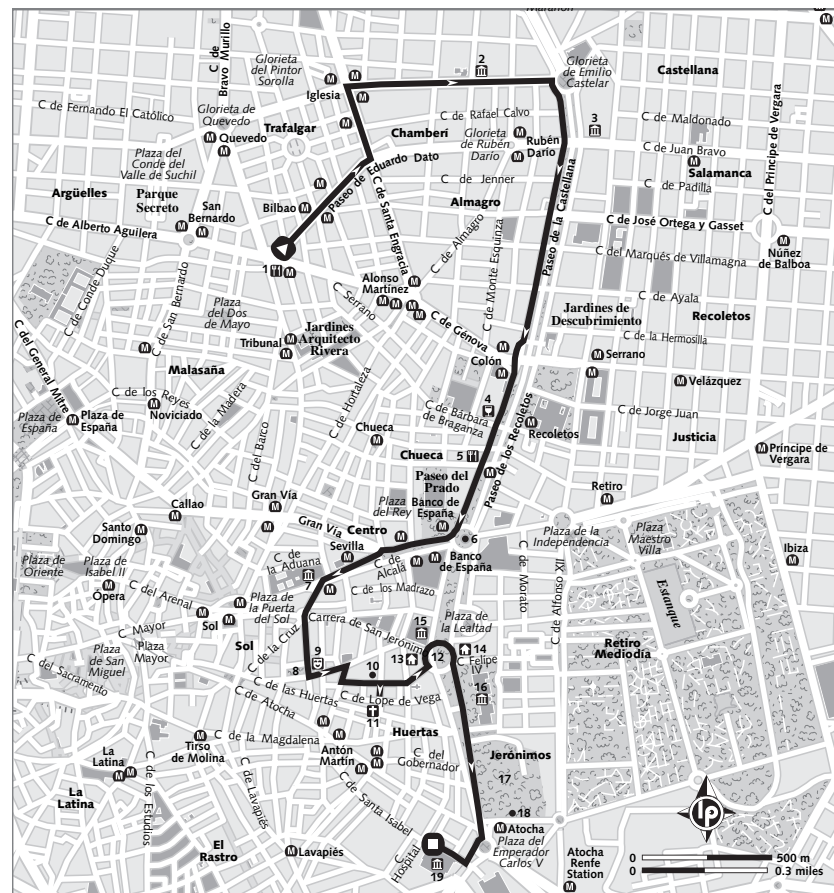 Marañón
M
C de
Bravo Murillo
Glorieta
del Pintor
Sorolla
2
Glorieta
de Emilio
Castelar
Castellana
Iglesia
C de Fernando El Católico
Glorieta de
Quevedo
Quevedo
Trafalgar
Chamberí
C de Rafael Calvo
Glorieta
de Rubén
Darío
Rubén
Darío
3
C de Maldonado
C de Juan Bravo
Salamanca
C de Padilla
C del Príncipe de Vergara
Plaza del
Conde del
Valle de Suchil
Argüelles
Parque
Secreto
San
Bernardo
Bilbao
Paseo de Eduardo Dato
C de Jenner
Almagro
C de Santa Engracia
C de Almagro
C de Monte Esquinza
Paseo de la Castellana
C de José Ortega y Gasset
C de Alberto Aguilera
1
C del Marqués de Villamagna
Núñez
de Balboa
C de Conde Duque
C de San Bernardo
Alonso
Martínez
C Serrano
C de Ayala
Plaza
del Dos
de Mayo
Jardines
Arquitecto
Rivera
Tribunal
C de Génova
Jardines de
Descubrimiento
Recoletos
C de la Hermosilla
Colón
Serrano
C del General Mitre
Malasaña
C de los Reyes
Noviciado
C de la Madera
C de Hortaleza
4
C de Bárbara
de Braganza
Velázquez
C de Jorge Juan
Plaza de
España
Plaza de
España
C del Barco
Chueca
Chueca
5
Paseo de los Recoletos
Recoletos
Justicia
Príncipe de
Vergara
Paseo del
Prado
Retiro
Callao
Gran Vía
Plaza
del Rey
Banco de
España
Santo
Domingo
Gran Vía
Centro
Sevilla
6
Plaza de la
Independencia
Plaza
Maestro
Villa
Ibiza
Plaza de
Oriente
Plaza de
Isabel II
Ópera
C de
la Aduana
7
C de
Alcalá
Banco
de España
C de los Madrazo
C de Morato
C de Alfonso XII
Estanque
C del Arenal
Sol
Plaza de
la Puerta
del Sol
Plaza de
la Lealtad
C Mayor
Plaza
Mayor
Sol
C de la Cruz
Carrera de San Jerónimo
15
Retiro
Mediodía
Plaza
de San
Miguel
8
9
10
13
12
14
C Felipe
IV
C del Sacramento
C de las Huertas
C de Lope de Vega
16
C de Atocha
11
La
Latina
Tirso
de Molina
C de la Magdalena
Huertas
Antón
Martín
C del
Gobernador
Jerónimos
17
La
Latina
C de los Estudios
C de Lavapiés
C de Santa Isabel
18
Atocha
Plaza del
Emperador
Carlos V
El
Rastro
Lavapiés
C
Hospital
19
Atocha
Renfe
Station
lp
0 500 m
0 0.3 miles